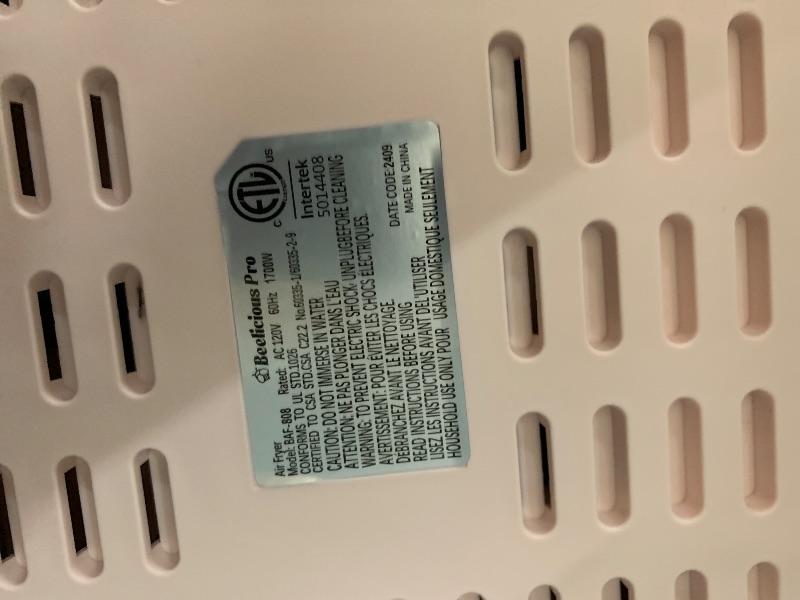 Beelicious Pro
Air Fryer
Model: BAF-808 Rated: AC 120V 60Hz 1700W
CONFORMS TO UL STD.1026
CERTIFIED TO CSA STD.CSA C22.2 No.60335-1/60335-2-9
C ETL US
Intertek
5014408
CAUTION: DO NOT IMMERSE IN WATER
ATTENTION: NE PAS PLONGER DANS L'EAU
WARNING: TO PREVENT ELECTRIC SHOCK, UNPLUGBEFORE CLEANING
AVERTISSEMENT: POUR ÉVITER LES CHOCS ÉLECTRIQUES.
DEBRANCHEZ AVANT LE NETTOYAGE.
READ INSTRUCTIONS BEFORE USING
LISEZ LES INSTRUCTIONS AVANT DEL'UTILISER
HOUSEHOLD USE ONLY POUR USAGE DOMESTIQUE SEULEMENT
DATE CODE:2409
MADE IN CHINA